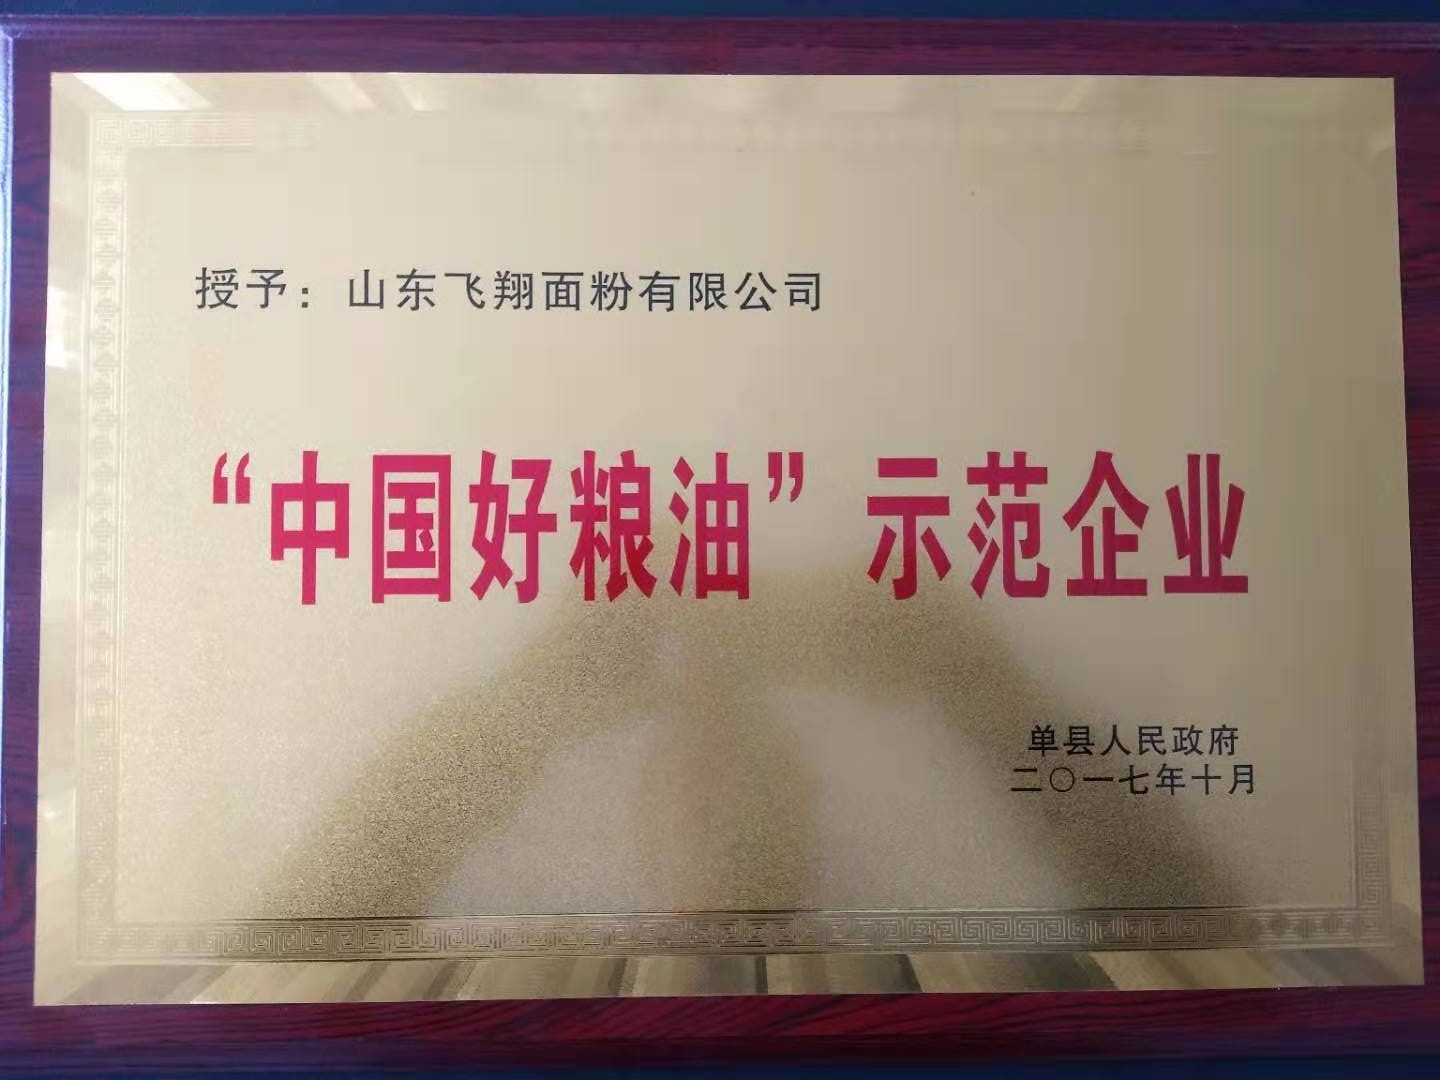 授予：山东飞翔面粉有限公司
“中国好粮油”示范企业
单县人民政府
二〇一七年十月